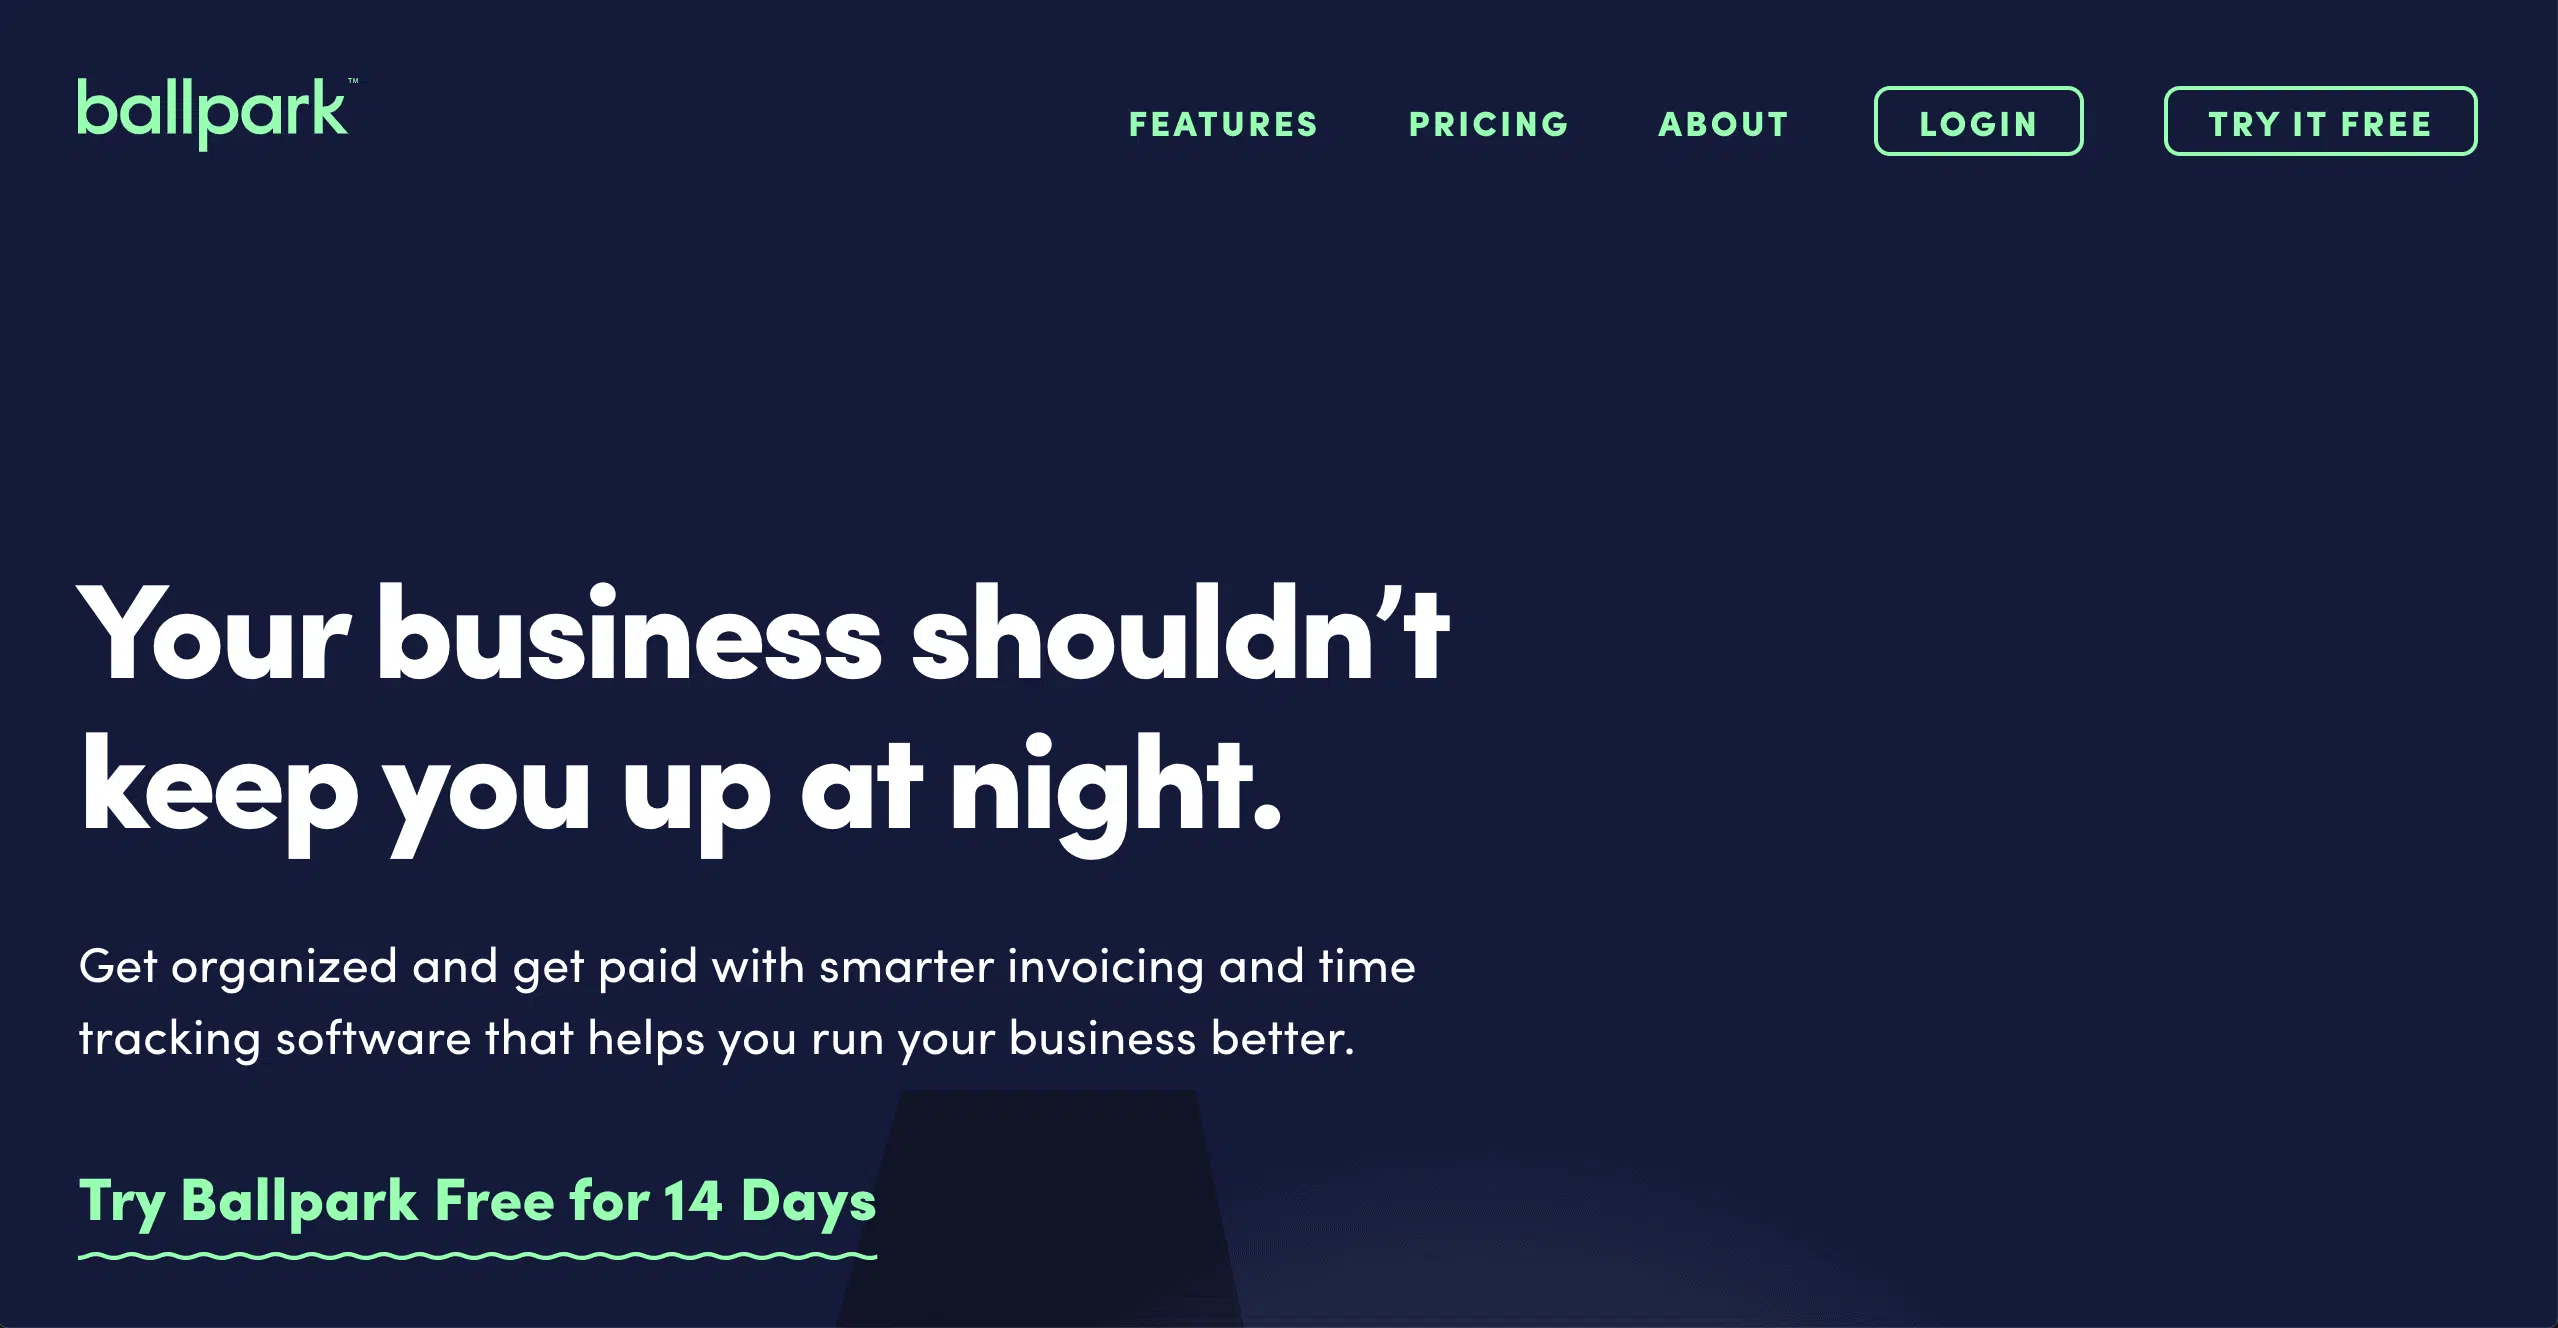 ballpark™
FEATURES
PRICING
ABOUT
LOGIN
TRY IT FREE
Your business shouldn’t
keep you up at night.
Get organized and get paid with smarter invoicing and time
tracking software that helps you run your business better.
Try Ballpark Free for 14 Days